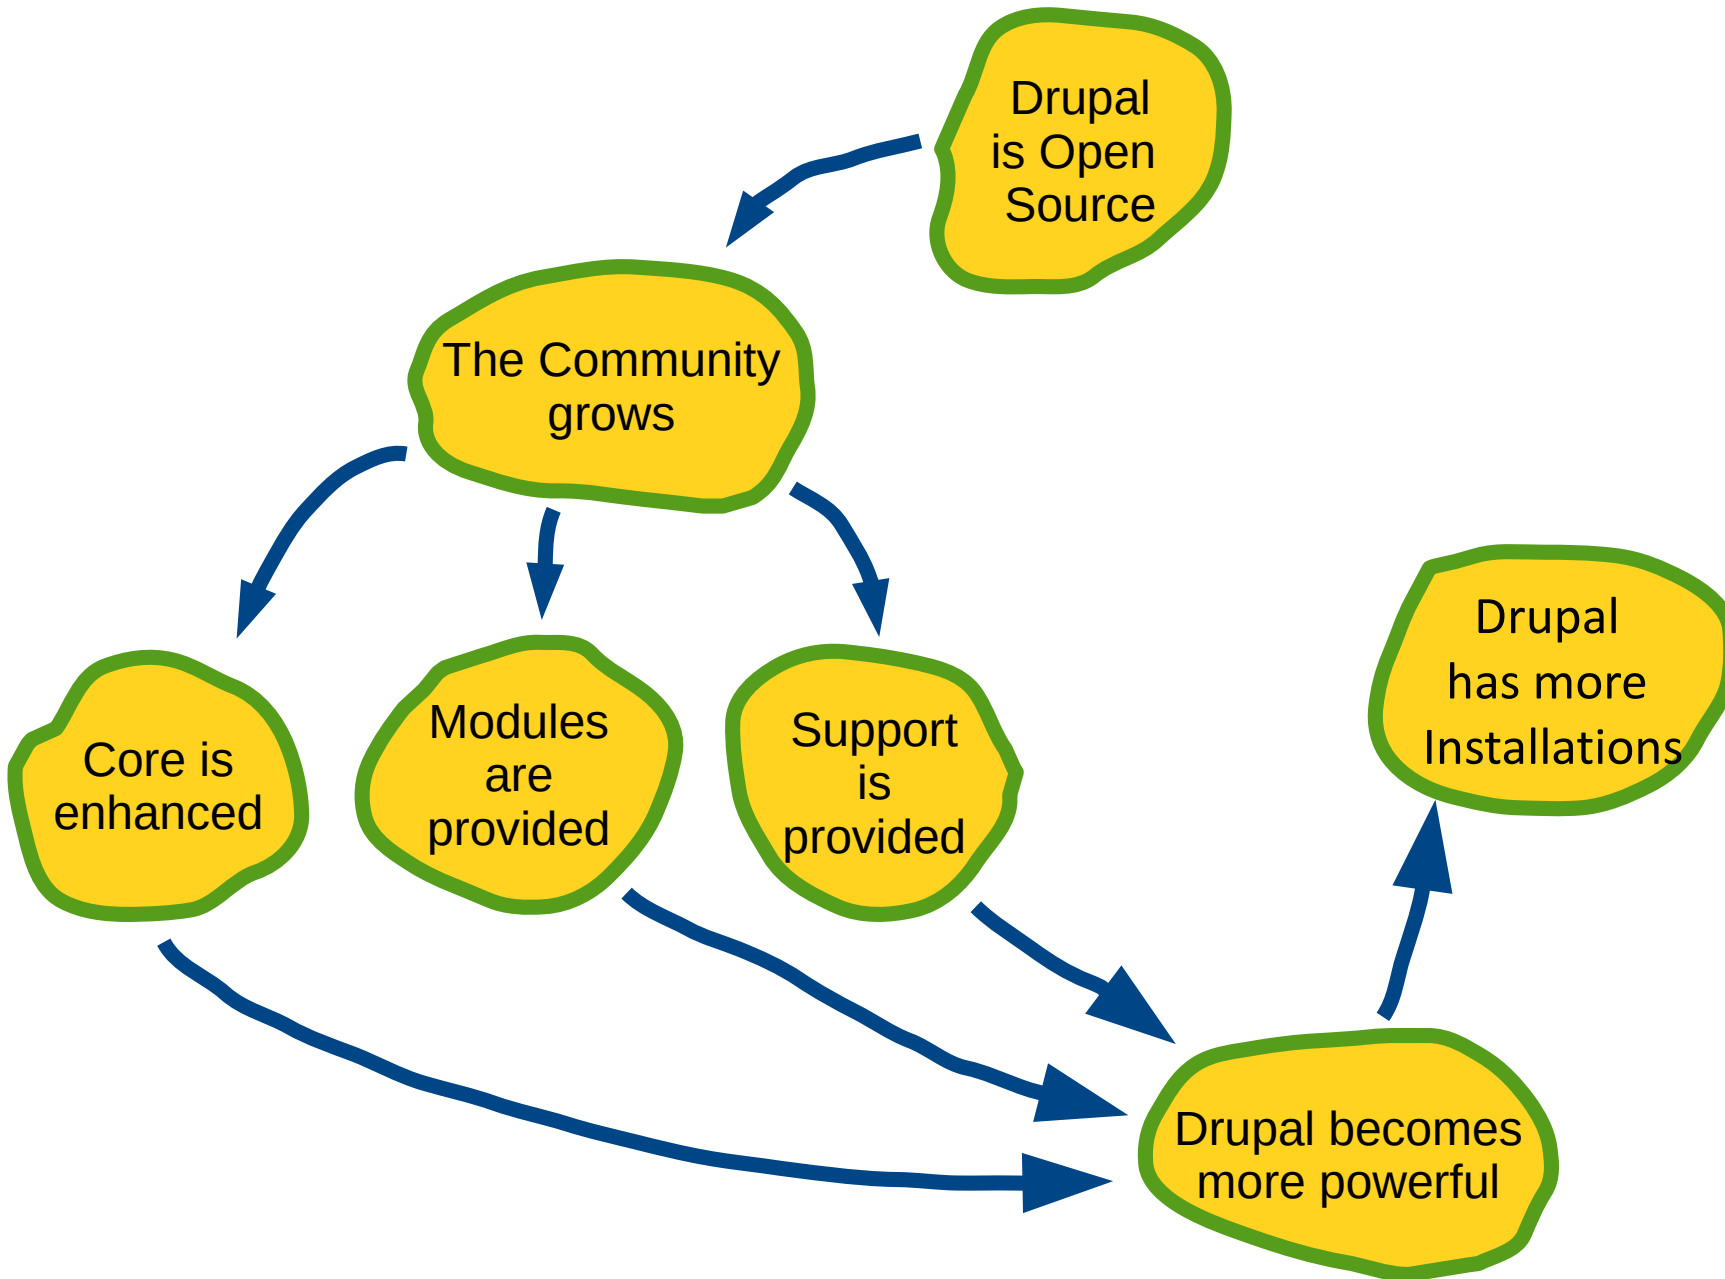 Drupal
is Open
Source
The Community
grows
Core is
enhanced
Modules
are
provided
Support
is
provided
Drupal
has more
Installations
Drupal becomes
more powerful